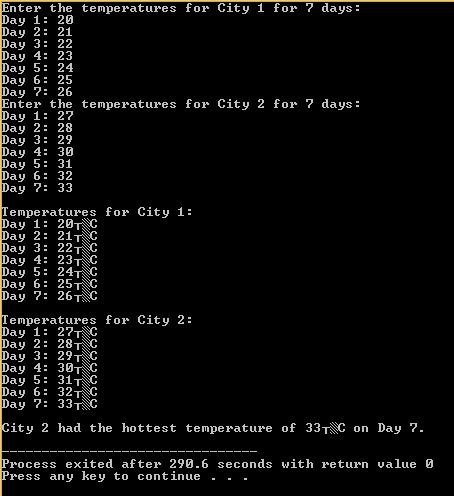 Enter the temperatures for City 1 for 7 days:
Day 1: 20
Day 2: 21
Day 3: 22
Day 4: 23
Day 5: 24
Day 6: 25
Day 7: 26
Enter the temperatures for City 2 for 7 days:
Day 1: 27
Day 2: 28
Day 3: 29
Day 4: 30
Day 5: 31
Day 6: 32
Day 7: 33
Temperatures for City 1:
Day 1: 20┬░C
Day 2: 21┬░C
Day 3: 22┬░C
Day 4: 23┬░C
Day 5: 24┬░C
Day 6: 25┬░C
Day 7: 26┬░C
Temperatures for City 2:
Day 1: 27┬░C
Day 2: 28┬░C
Day 3: 29┬░C
Day 4: 30┬░C
Day 5: 31┬░C
Day 6: 32┬░C
Day 7: 33┬░C
City 2 had the hottest temperature of 33┬░C on Day 7.
--------------------------------
Process exited after 290.6 seconds with return value 0
Press any key to continue . . .